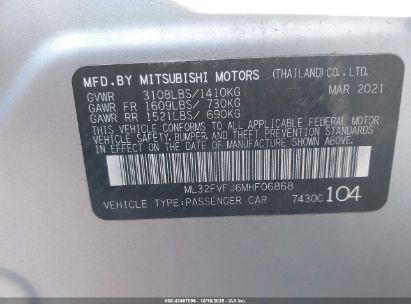 MFD.BY MITSUBISHI MOTORS (THAILAND) CO.,LTD.
GVWR 3108LBS/1410KG MAR 2021
GAWR FR 1609LBS/ 730KG
GAWR RR 1521LBS/ 690KG
THIS VEHICLE CONFORMS TO ALL APPLICABLE
FEDERAL MOTOR VEHICLE SAFETY, BUMPER, AND
THEFT PREVENTION STANDARDS IN EFFECT ON
THE DATE OF MANUFACTURE SHOWN ABOVE.
ML32FVFJ6MHF06868
VEHICLE TYPE:PASSENGER CAR 7430C104